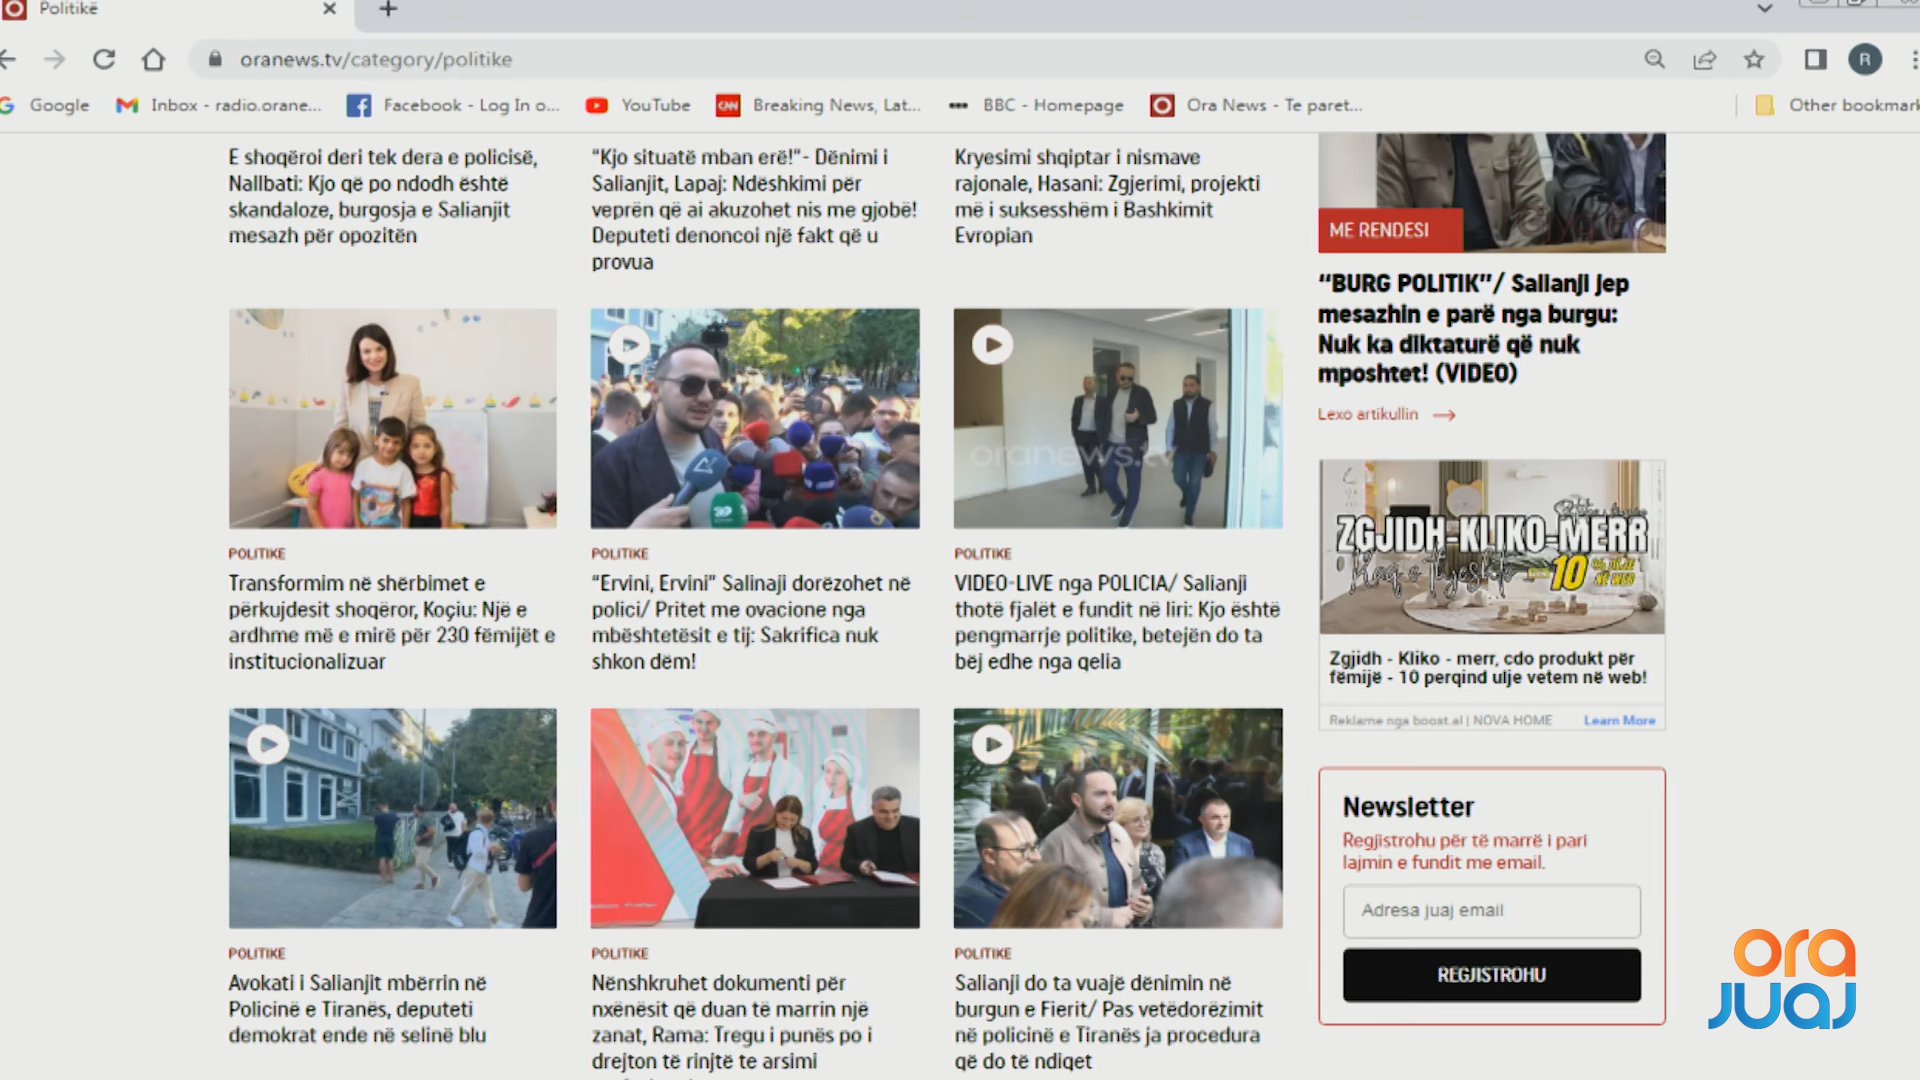 Politikë
oranews.tv/category/politike
R
Google
Inbox - radio.orane...
Facebook - Log In o...
YouTube
CNN
Breaking News, Lat...
BBC - Homepage
Ora News - Te paret...
Other bookmark
E shoqëroi deri tek dera e policisë,
Nallbati: Kjo që po ndodh është
skandaloze, burgosja e Salianjit
mesazh për opozitën
“Kjo situatë mban erë!“- Dënimi i
Salianjit, Lapaj: Ndëshkimi për
veprën që ai akuzohet nis me gjobë!
Deputeti denoncoi një fakt që u
provua
Kryesimi shqiptar i nismave
rajonale, Hasani: Zgjerimi, projekti
më i suksesshëm i Bashkimit
Evropian
ME RENDESI
“BURG POLITIK”/ Salianji jep
mesazhin e parë nga burgu:
Nuk ka diktaturë që nuk
mposhtet! (VIDEO)
Lexo artikullin
oranews.tv
POLITIKE
Transformim në shërbimet e
përkujdesit shoqëror, Koçiu: Një e
ardhme më e mirë për 230 fëmijët e
institucionalizuar
POLITIKE
“Ervini, Ervini” Salinaji dorëzohet në
polici/ Pritet me ovacione nga
mbështetësit e tij: Sakrifica nuk
shkon dëm!
POLITIKE
VIDEO-LIVE nga POLICIA/ Salianji
thotë fjalët e fundit në liri: Kjo është
pengmarrje politike, betejën do ta
bëj edhe nga qelia
ZGJIDH-KLIKO-MERR
10
Zgjidh - Kliko - merr, cdo produkt për
fëmijë - 10 perqind ulje vetem në web!
Reklame nga boost.al | NOVA HOME
Learn More
POLITIKE
Avokati i Salianjit mbërrin në
Policinë e Tiranës, deputeti
demokrat ende në selinë blu
POLITIKE
Nënshkruhet dokumenti për
nxënësit që duan të marrin një
zanat, Rama: Tregu i punës po i
drejton të rinjtë te arsimi
POLITIKE
Salianji do ta vuajë dënimin në
burgun e Fierit/ Pas vetëdorëzimit
në policinë e Tiranës ja procedura
që do të ndiqet
Newsletter
Regjistrohu për të marrë i pari
lajmin e fundit me email.
Adresa juaj email
REGJISTROHU
ora
JUAJ